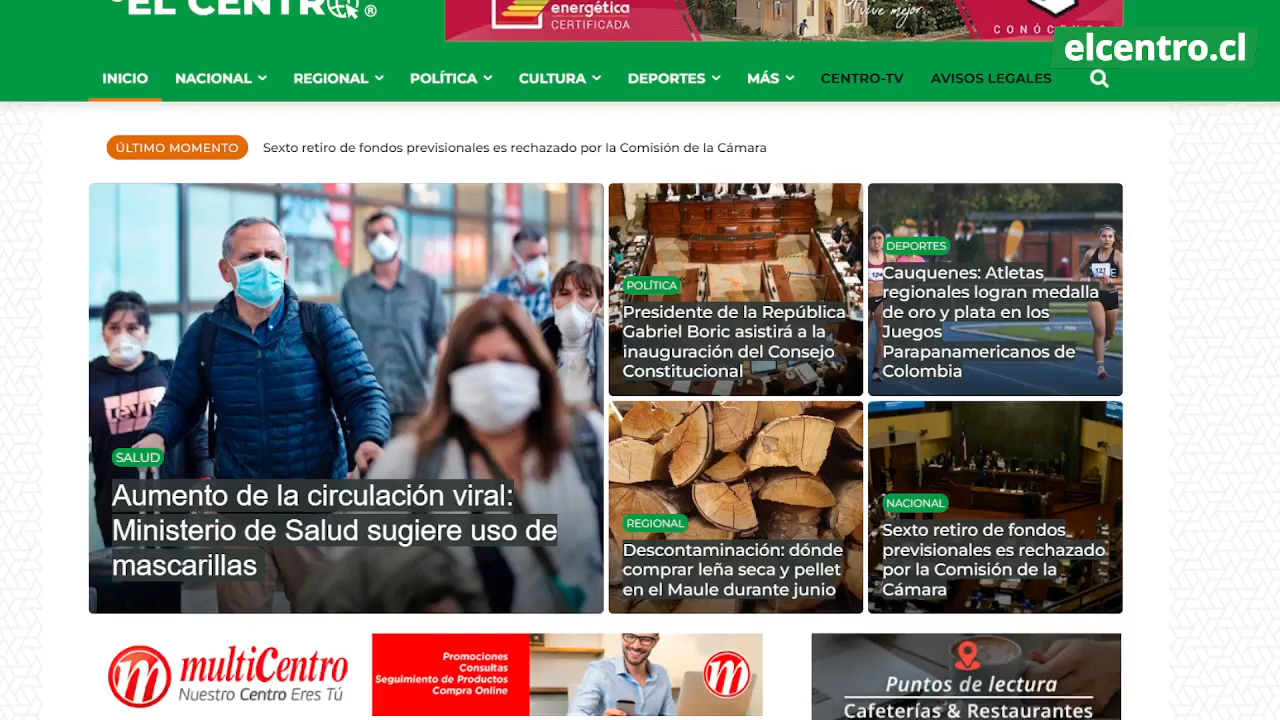 EL CENTRO
®
energética
CERTIFICADA
Vive mejor.
CONÓCENOS
elcentro.cl
INICIO
NACIONAL
REGIONAL
POLÍTICA
CULTURA
DEPORTES
MÁS
CENTRO-TV
AVISOS LEGALES
ÚLTIMO MOMENTO
Sexto retiro de fondos previsionales es rechazado por la Comisión de la Cámara
SALUD
Aumento de la circulación viral:
Ministerio de Salud sugiere uso de
mascarillas
POLÍTICA
Presidente de la República
Gabriel Boric asistirá a la
inauguración del Consejo
Constitucional
DEPORTES
Cauquenes: Atletas
regionales logran medalla
de oro y plata en los
Juegos
Parapanamericanos de
Colombia
121
REGIONAL
Descontaminación: dónde
comprar leña seca y pellet
en el Maule durante junio
NACIONAL
Sexto retiro de fondos
previsionales es rechazado
por la Comisión de la
Cámara
multiCentro
Nuestro Centro Eres Tú
Promociones
Consultas
Seguimiento de Productos
Compra Online
Puntos de lectura
Cafeterías & Restaurantes